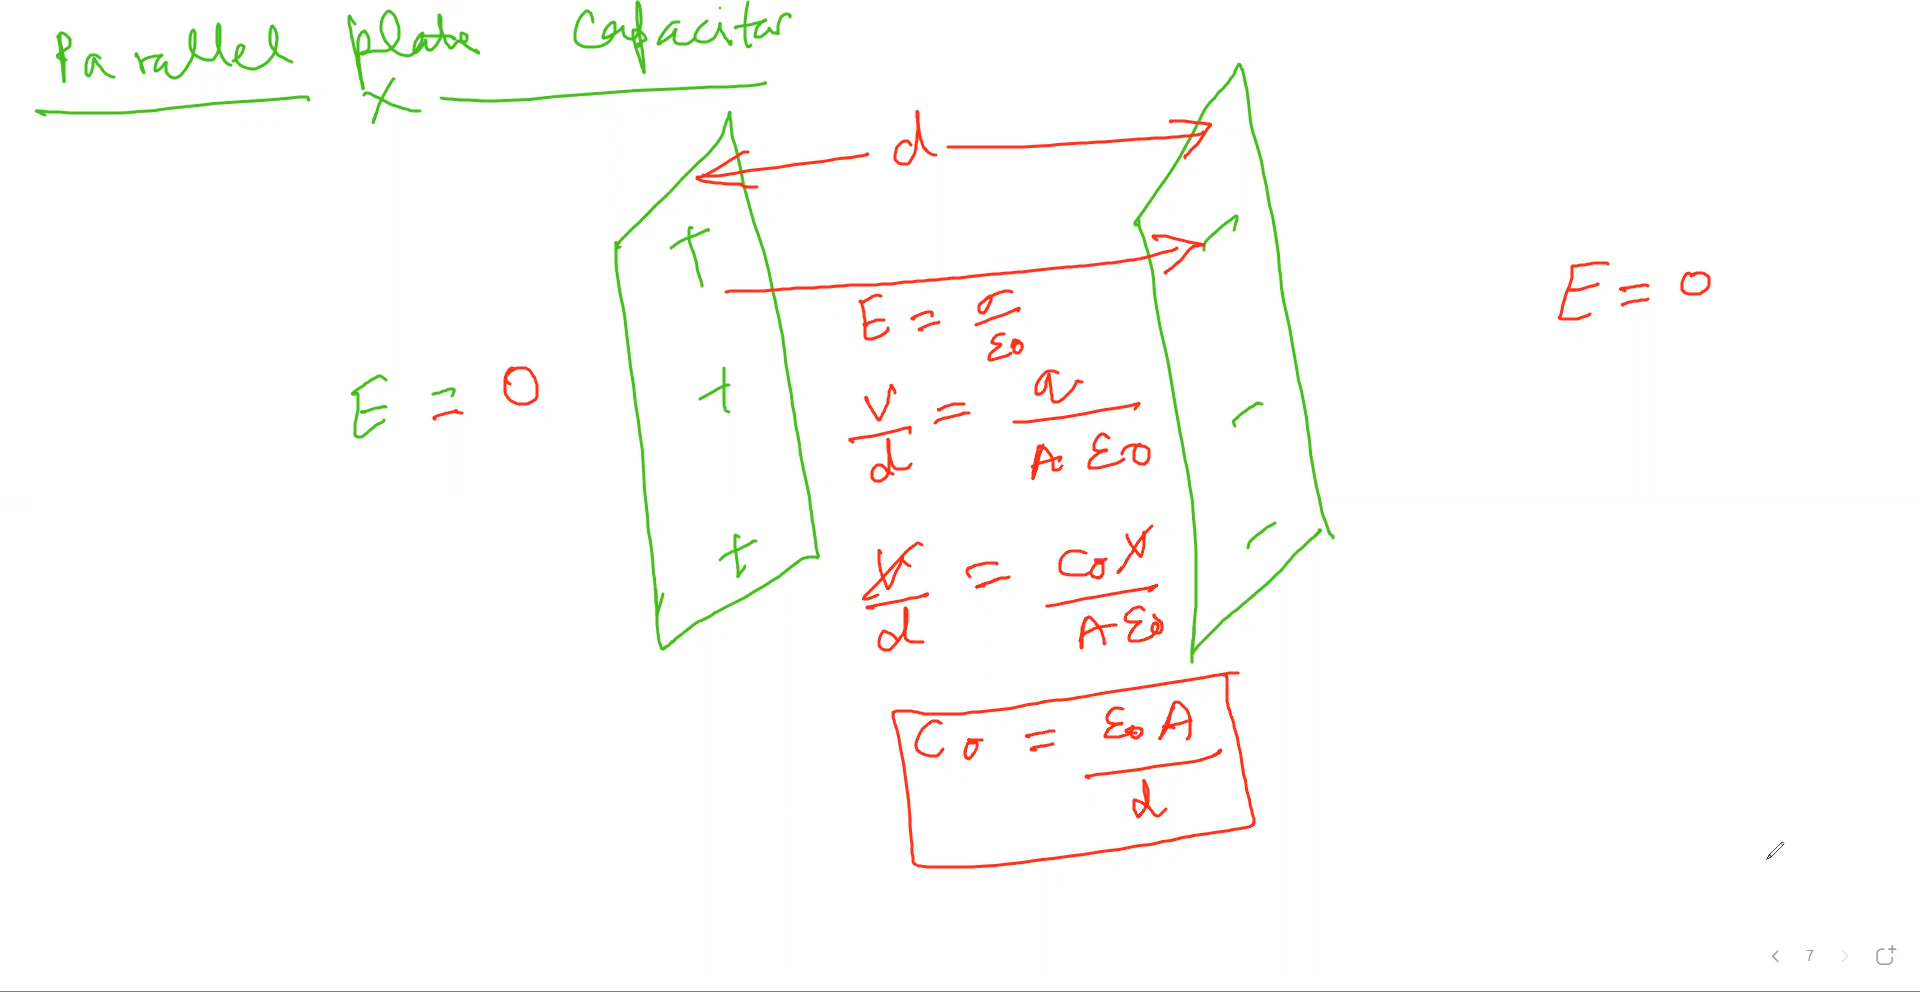 Parallel plate Capacitor
d
+ 
E = 0
E = σ/ε0
E = 0
+
V/d = q/Aε0
-
+
V/d = C0V/Aε0
-
C0 = ε0A/d
7